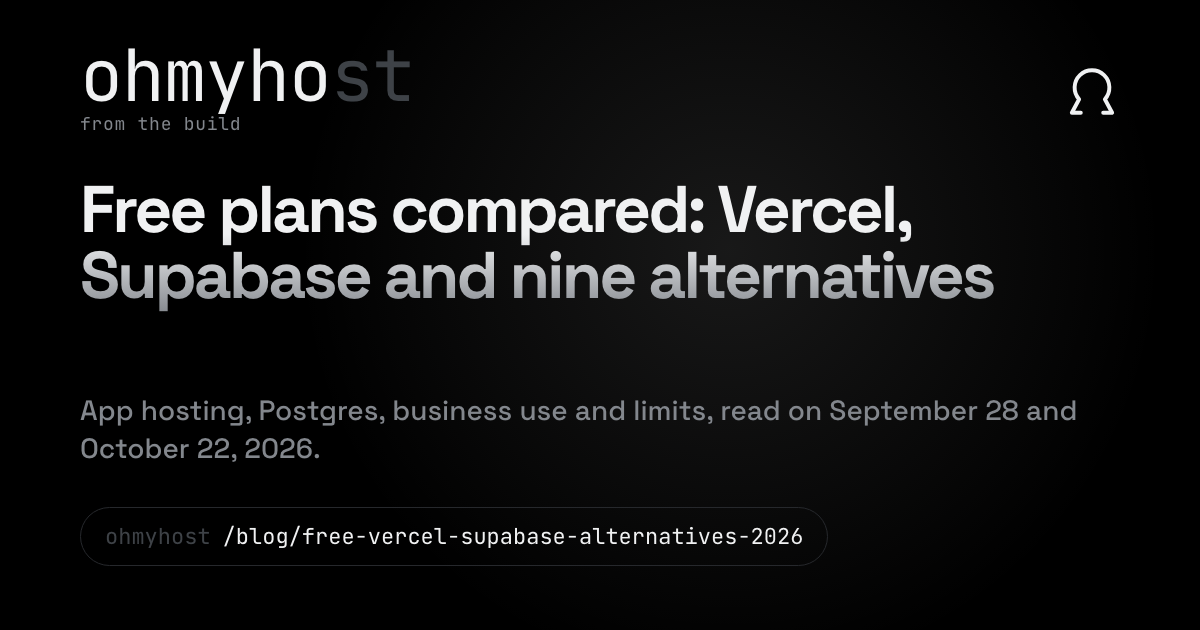 ohmyhost
from the build
Free plans compared: Vercel,
Supabase and nine alternatives
App hosting, Postgres, business use and limits, read on September 28 and
October 22, 2026.
ohmyhost /blog/free-vercel-supabase-alternatives-2026